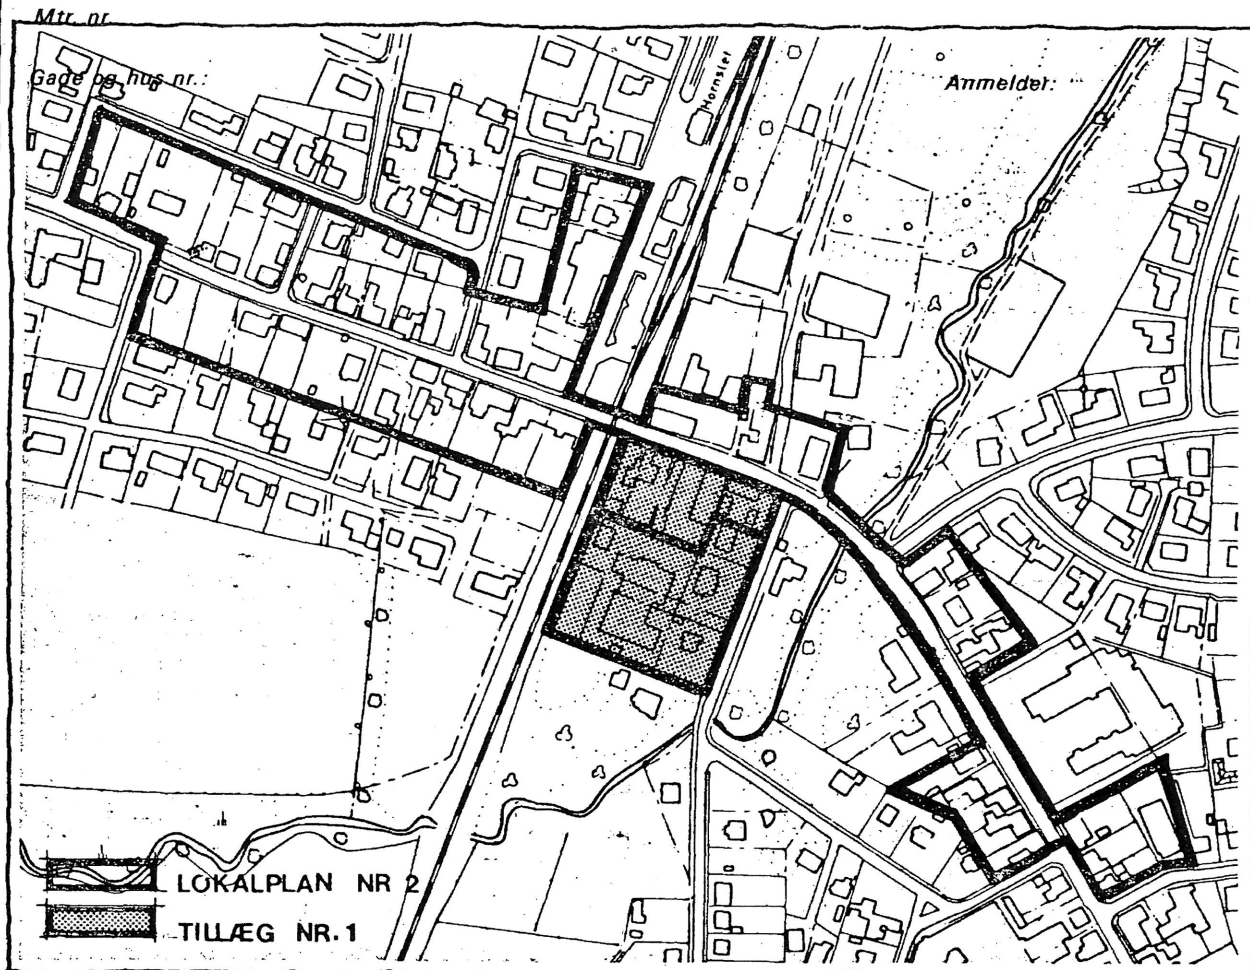 Mtr. nr.
Gade og hus nr.:
Anmelder:
Hornslet
LOKALPLAN NR 2
TILLÆG NR. 1